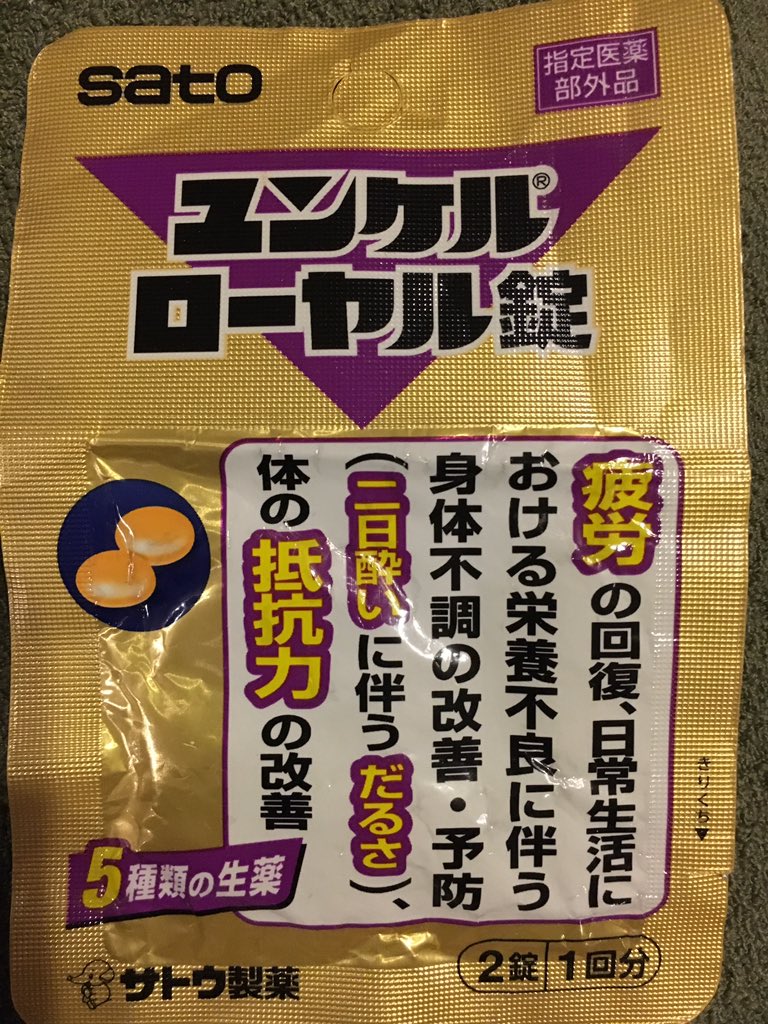 sato
指定医薬
部外品
ユンケル®
ローヤル錠
疲労の回復、日常生活に
おける栄養不良に伴う
身体不調の改善・予防
(二日酔いに伴うだるさ)、
体の抵抗力の改善
きりくち▼
5種類の生薬
サトウ製薬
2錠 1回分